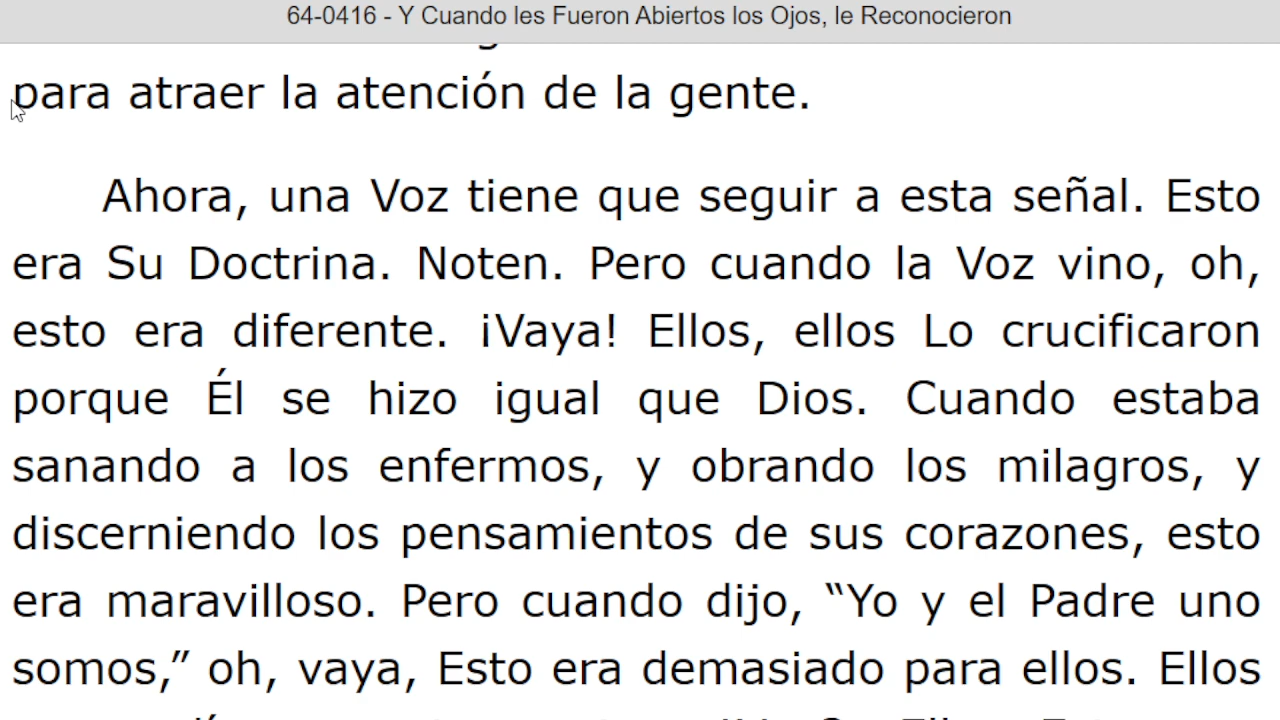 64-0416 - Y Cuando les Fueron Abiertos los Ojos, le Reconocieron
para atraer la atención de la gente.
Ahora, una Voz tiene que seguir a esta señal. Esto
era Su Doctrina. Noten. Pero cuando la Voz vino, oh,
esto era diferente. ¡Vaya! Ellos, ellos Lo crucificaron
porque Él se hizo igual que Dios. Cuando estaba
sanando a los enfermos, y obrando los milagros, y
discerniendo los pensamientos de sus corazones, esto
era maravilloso. Pero cuando dijo, “Yo y el Padre uno
somos,” oh, vaya, Esto era demasiado para ellos. Ellos